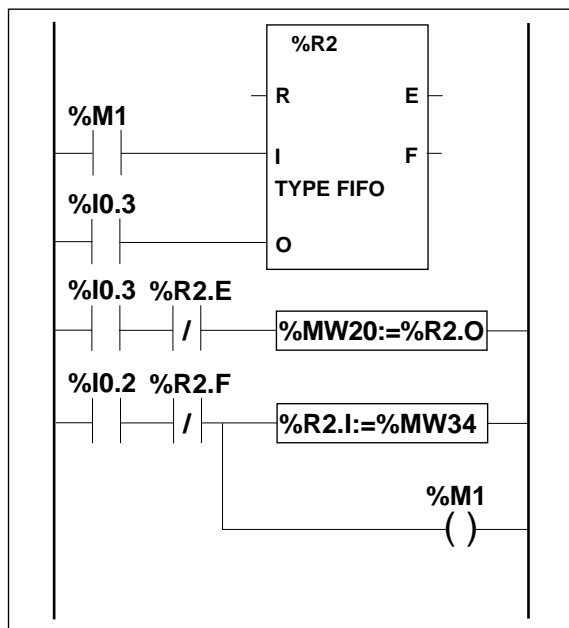 %R2
R E
%M1
I F
TYPE FIFO
%I0.3
O
%I0.3 %R2.E
/ %MW20:=%R2.O
%I0.2 %R2.F
/ %R2.I:=%MW34
%M1
( )